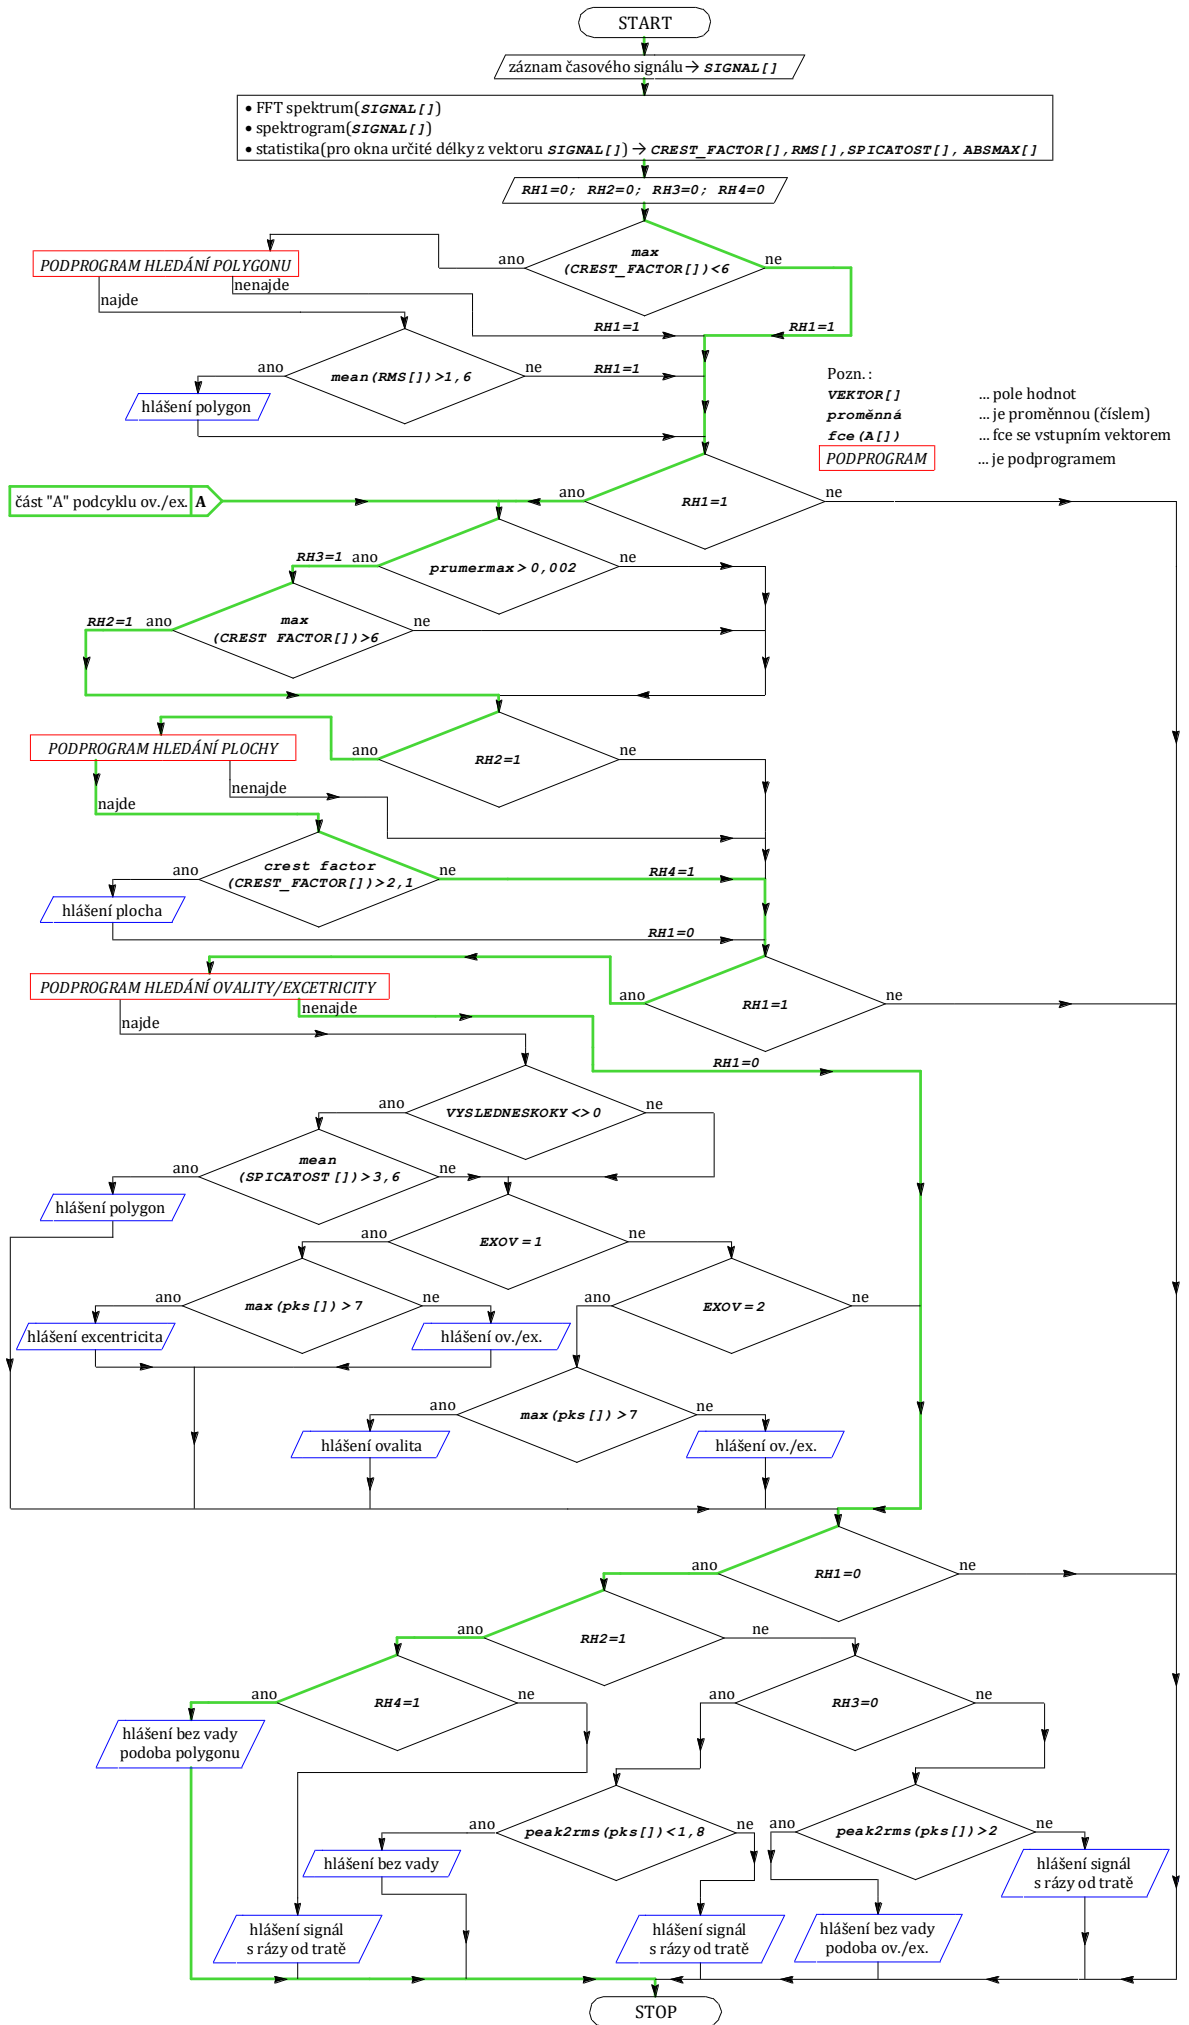 START
záznam časového signálu→ SIGNAL[]
• FFT spektrum(SIGNAL[])
• spektrogram(SIGNAL[])
• statistika(pro okna určité délky z vektoru SIGNAL[]) → CREST_FACTOR[],RMS[],SPICATOST[], ABSMAX[]
RH1=0; RH2=0; RH3=0; RH4=0
max
(CREST_FACTOR[])<6
ano
ne
PODPROGRAM HLEDÁNÍ POLYGONU
nenajde
najde
RH1=1
RH1=1
ano
mean(RMS[])>1,6
ne
RH1=1
hlášení polygon
Pozn.:
VEKTOR[] ... pole hodnot
proměnná ... je proměnnou (číslem)
fce(A[]) ... fce se vstupním vektorem
PODPROGRAM ... je podprogramem
část "A" podcyklu ov./ex. A
ano
RH1=1
ne
RH3=1 ano
prumermax>0,002
ne
RH2=1 ano
max
(CREST FACTOR[])>6
ne
PODPROGRAM HLEDÁNÍ PLOCHY
ano
RH2=1
ne
nenajde
najde
ano
crest factor
(CREST_FACTOR[])>2,1
ne
RH4=1
hlášení plocha
RH1=0
PODPROGRAM HLEDÁNÍ OVALITY/EXCETRICITY
ano
RH1=1
ne
nenajde
najde
RH1=0
ano
VYSLEDNESKOKY<>0
ne
ano
mean
(SPICATOST[])>3,6
ne
hlášení polygon
ano
EXOV=1
ne
ano
max(pks[])>7
ne
ano
EXOV=2
ne
hlášení excentricita
hlášení ov./ex.
ano
max(pks[])>7
ne
hlášení ovalita
hlášení ov./ex.
ano
RH1=0
ne
ano
RH2=1
ne
ano
RH4=1
ne
ano
RH3=0
ne
hlášení bez vady
podoba polygonu
ano
peak2rms(pks[])<1,8
ne
ano
peak2rms(pks[])>2
ne
hlášení bez vady
hlášení signál
s rázy od tratě
hlášení signál
s rázy od tratě
hlášení signál
s rázy od tratě
hlášení bez vady
podoba ov./ex.
STOP